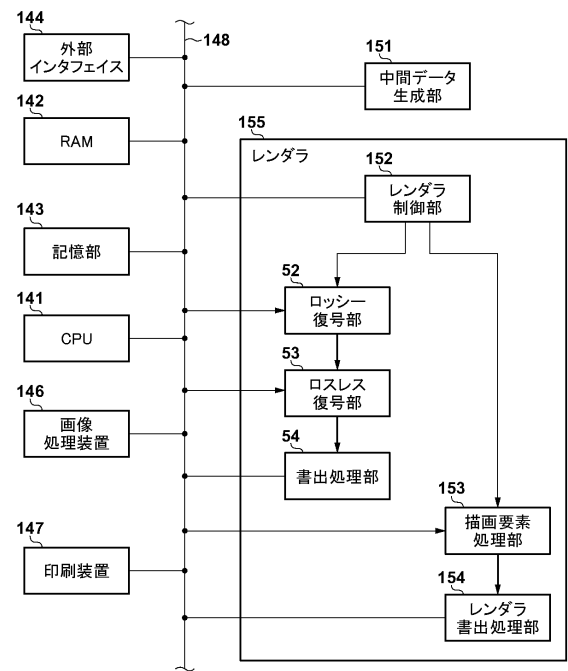 144
外部
インタフェイス
148
151
中間データ
生成部
142
RAM
155
レンダラ
152
レンダラ
制御部
143
記憶部
52
ロッシー
復号部
141
CPU
53
ロスレス
復号部
146
画像
処理装置
54
書出処理部
153
描画要素
処理部
147
印刷装置
154
レンダラ
書出処理部